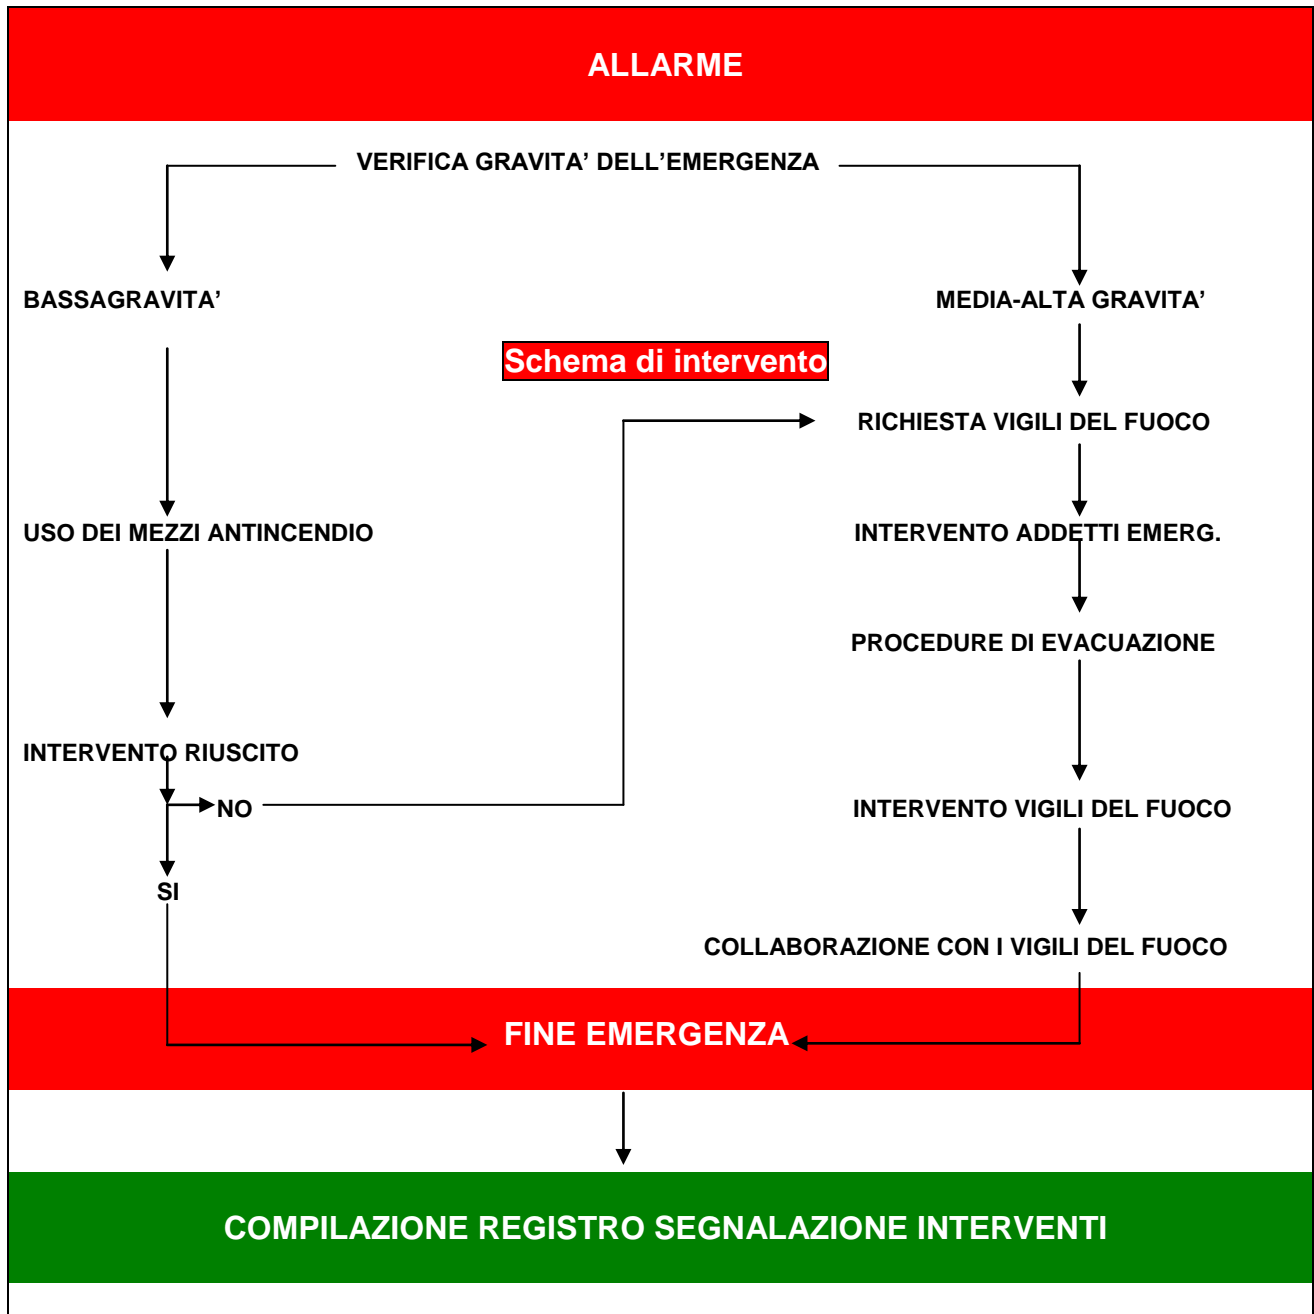 ALLARME
VERIFICA GRAVITA’ DELL’EMERGENZA
BASSAGRAVITA’
MEDIA-ALTA GRAVITA’
Schema di intervento
RICHIESTA VIGILI DEL FUOCO
USO DEI MEZZI ANTINCENDIO
INTERVENTO ADDETTI EMERG.
PROCEDURE DI EVACUAZIONE
INTERVENTO RIUSCITO
NO
INTERVENTO VIGILI DEL FUOCO
SI
COLLABORAZIONE CON I VIGILI DEL FUOCO
FINE EMERGENZA
COMPILAZIONE REGISTRO SEGNALAZIONE INTERVENTI